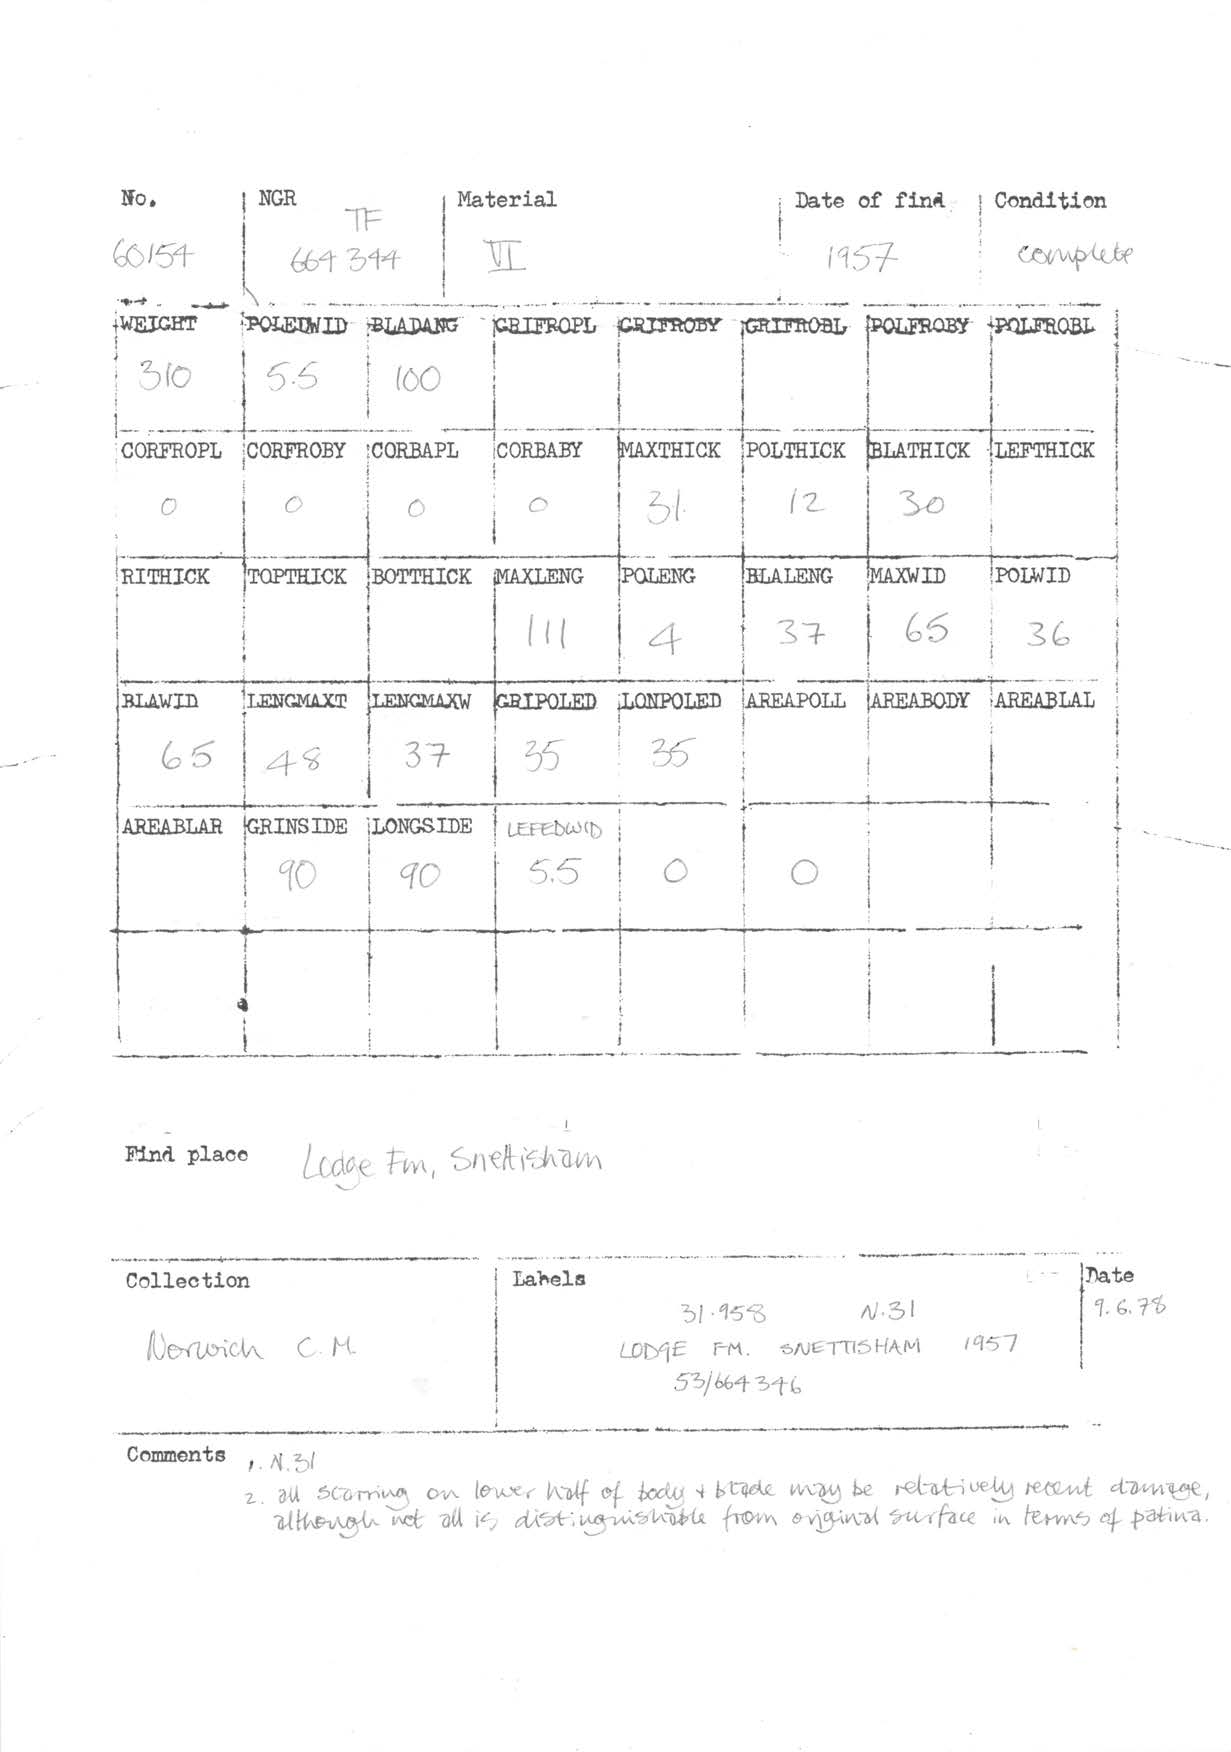 No. NGR Material Date of find Condition
TF
60154 664 344 VI 1957 complete
WEIGHT POLEDWID BLADANG GRIFROPL GRIFROBY GRIFROBL POLFROBY POLFROBL
310 5.5 100
CORFROPL CORFROBY CORBAPL CORBABY MAXTHICK POLTHICK BLATHICK LEFTHICK
0 0 0 0 31 12 30
RITHICK TOPTHICK BOTTHICK MAXLENG POLENG BLALENG MAXWID POLWID
111 4 37 65 36
BLAWID LENGMAXT LENGMAXW GRIPOLED LONPOLED AREAPOLL AREABODY AREABLAL
65 48 37 35 35
AREABLAR GRINSIDE LONGSIDE LEFEDWID
90 90 5.5 0 0
Find place Lodge Fm, Snettisham
Collection Labels Date
31.958 N.31 9.6.78
Norwich C.M. LODGE FM. SNETTISHAM 1957
53/664346
Comments 1. N.31
2. all scarring on lower half of body + blade may be relatively recent damage,
although not all is distinguishable from original surface in terms of patina.